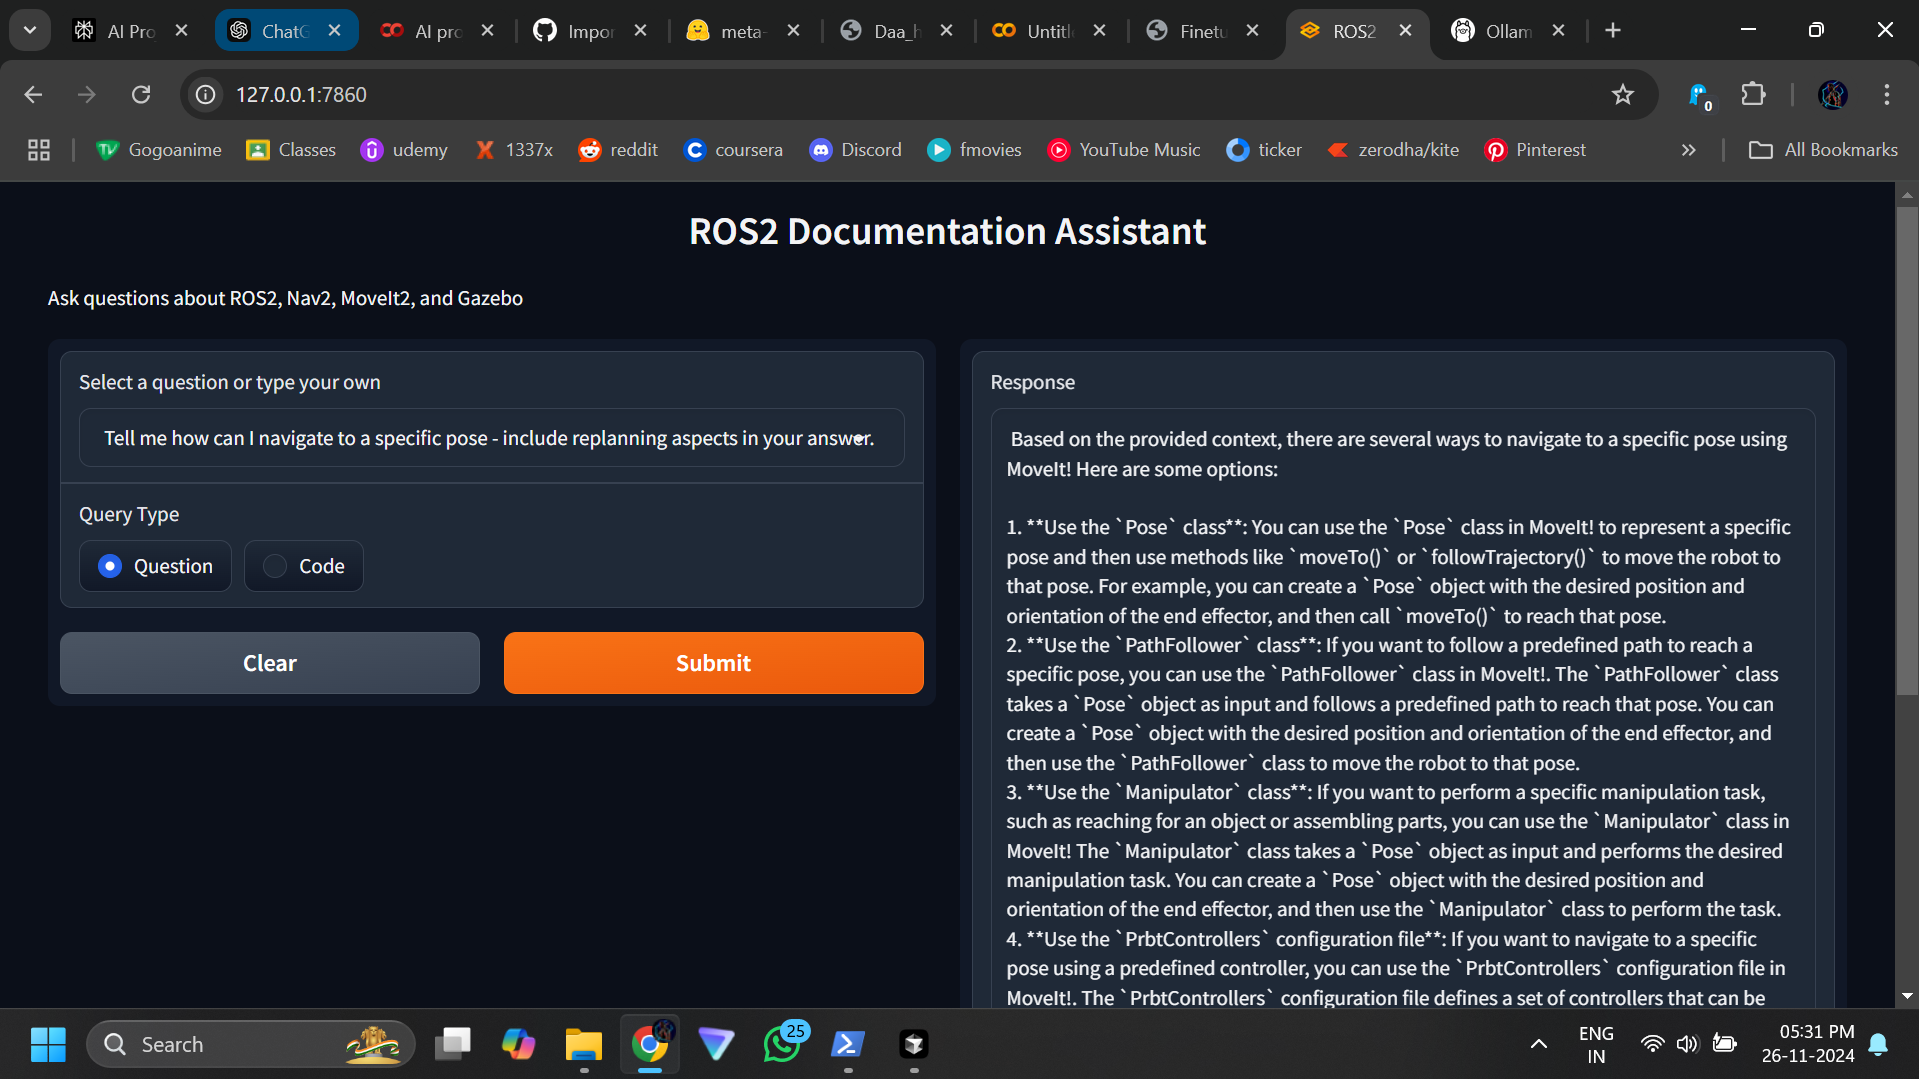 AI Pro
ChatG
AI pro
Impor
meta-
Daa_h
Untitl
Finetu
ROS2
Ollam
127.0.0.1:7860
0
Gogoanime
Classes
udemy
1337x
reddit
coursera
Discord
fmovies
YouTube Music
ticker
zerodha/kite
Pinterest
All Bookmarks
ROS2 Documentation Assistant
Ask questions about ROS2, Nav2, MoveIt2, and Gazebo
Select a question or type your own
Tell me how can I navigate to a specific pose - include replanning aspects in your answer.
Query Type
Question
Code
Clear
Submit
Response
Based on the provided context, there are several ways to navigate to a specific pose using
MoveIt! Here are some options:
1. **Use the `Pose` class**: You can use the `Pose` class in MoveIt! to represent a specific
pose and then use methods like `moveTo()` or `followTrajectory()` to move the robot to
that pose. For example, you can create a `Pose` object with the desired position and
orientation of the end effector, and then call `moveTo()` to reach that pose.
2. **Use the `PathFollower` class**: If you want to follow a predefined path to reach a
specific pose, you can use the `PathFollower` class in MoveIt!. The `PathFollower` class
takes a `Pose` object as input and follows a predefined path to reach that pose. You can
create a `Pose` object with the desired position and orientation of the end effector, and
then use the `PathFollower` class to move the robot to that pose.
3. **Use the `Manipulator` class**: If you want to perform a specific manipulation task,
such as reaching for an object or assembling parts, you can use the `Manipulator` class in
MoveIt! The `Manipulator` class takes a `Pose` object as input and performs the desired
manipulation task. You can create a `Pose` object with the desired position and
orientation of the end effector, and then use the `Manipulator` class to perform the task.
4. **Use the `PrbtControllers` configuration file**: If you want to navigate to a specific
pose using a predefined controller, you can use the `PrbtControllers` configuration file in
MoveIt!. The `PrbtControllers` configuration file defines a set of controllers that can be
Search
25
ENG
IN
05:31 PM
26-11-2024